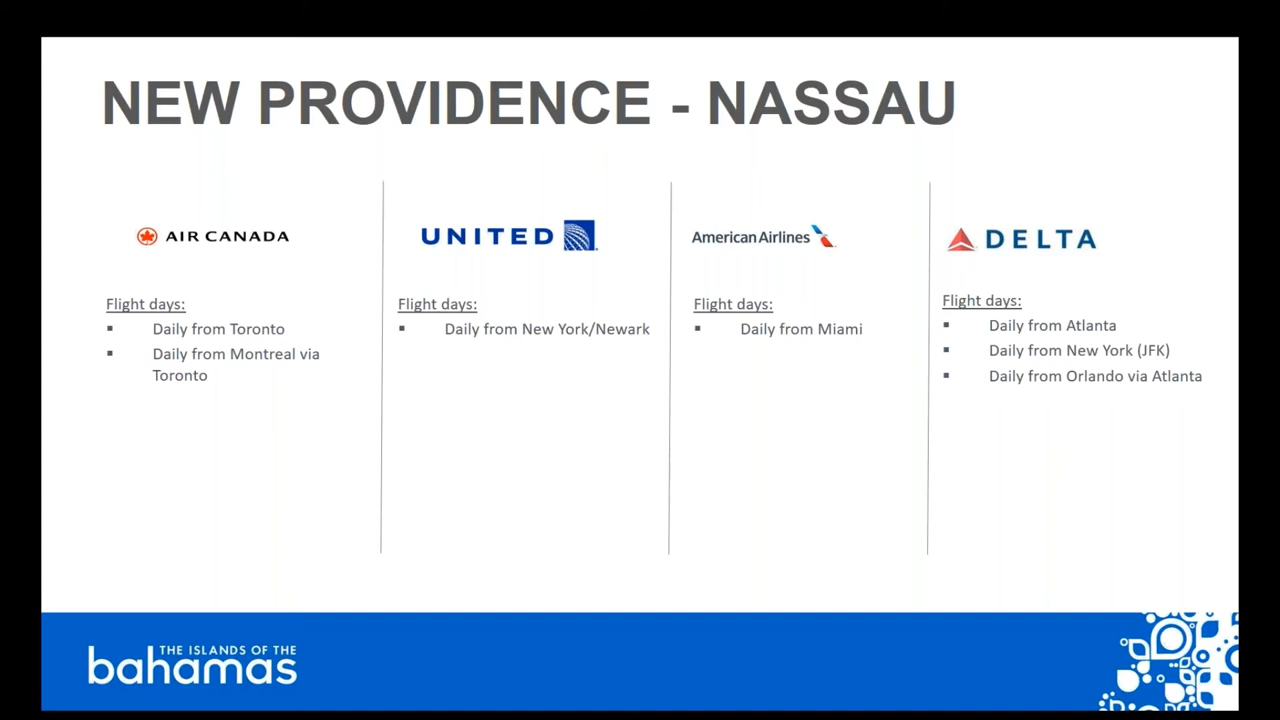 NEW PROVIDENCE - NASSAU
AIR CANADA
Flight days:
▪ Daily from Toronto
▪ Daily from Montreal via
Toronto
UNITED
Flight days:
▪ Daily from New York/Newark
American Airlines
Flight days:
▪ Daily from Miami
DELTA
Flight days:
▪ Daily from Atlanta
▪ Daily from New York (JFK)
▪ Daily from Orlando via Atlanta
THE ISLANDS OF THE
bahamas